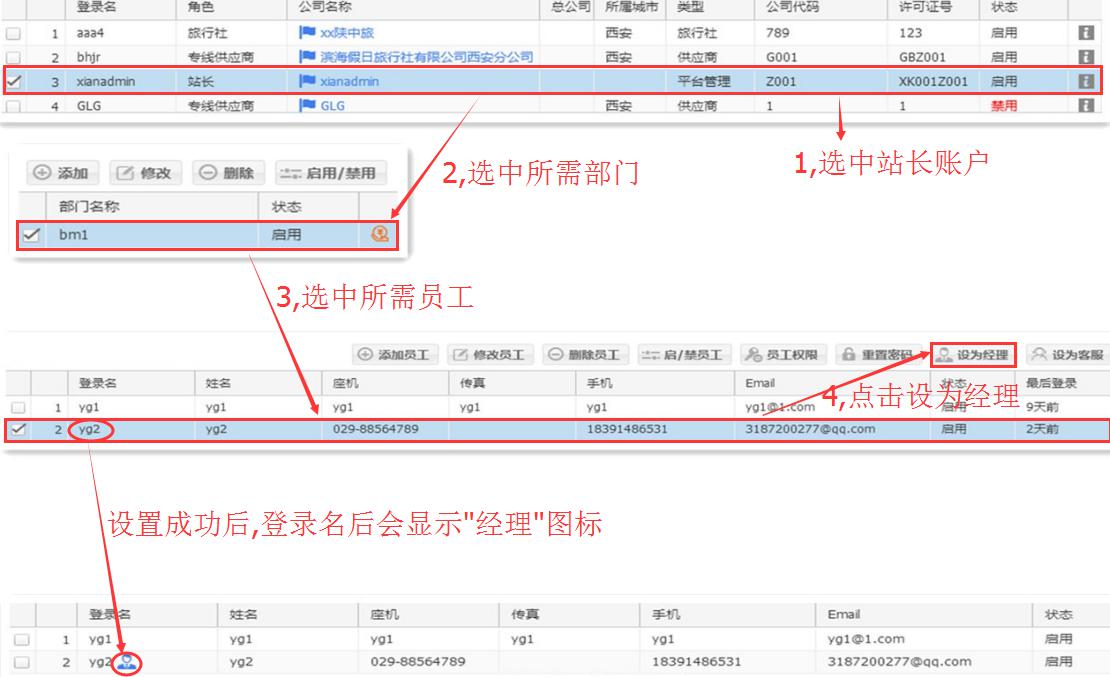 登录名 角色 公司名称 总公司 所属城市 类型 公司代码 许可证号 状态
1 aaa4 旅行社 xx陕中旅 西安 旅行社 789 123 启用
2 bhjr 专线供应商 滨海假日旅行社有限公司西安分公司 西安 供应商 G001 GBZ001 启用
3 xianadmin 站长 xianadmin 平台管理 Z001 XK001Z001 启用
4 GLG 专线供应商 GLG 西安 供应商 1 1 禁用
1,选中站长账户
2,选中所需部门
添加 修改 删除 启用/禁用
部门名称 状态
bm1 启用
3,选中所需员工
添加员工 修改员工 删除员工 启/禁员工 员工权限 重置密码 设为经理 设为客服
登录名 姓名 座机 传真 手机 Email 状态 最后登录
1 yg1 yg1 yg1 yg1 yg1 yg1@1.com 启用 9天前
4,点击设为经理
2 yg2 yg2 029-88564789 18391486531 3187200277@qq.com 启用 2天前
设置成功后,登录名后会显示"经理"图标
登录名 姓名 座机 传真 手机 Email 状态
1 yg1 yg1 yg1 yg1 yg1 yg1@1.com 启用
2 yg2 yg2 029-88564789 18391486531 3187200277@qq.com 启用